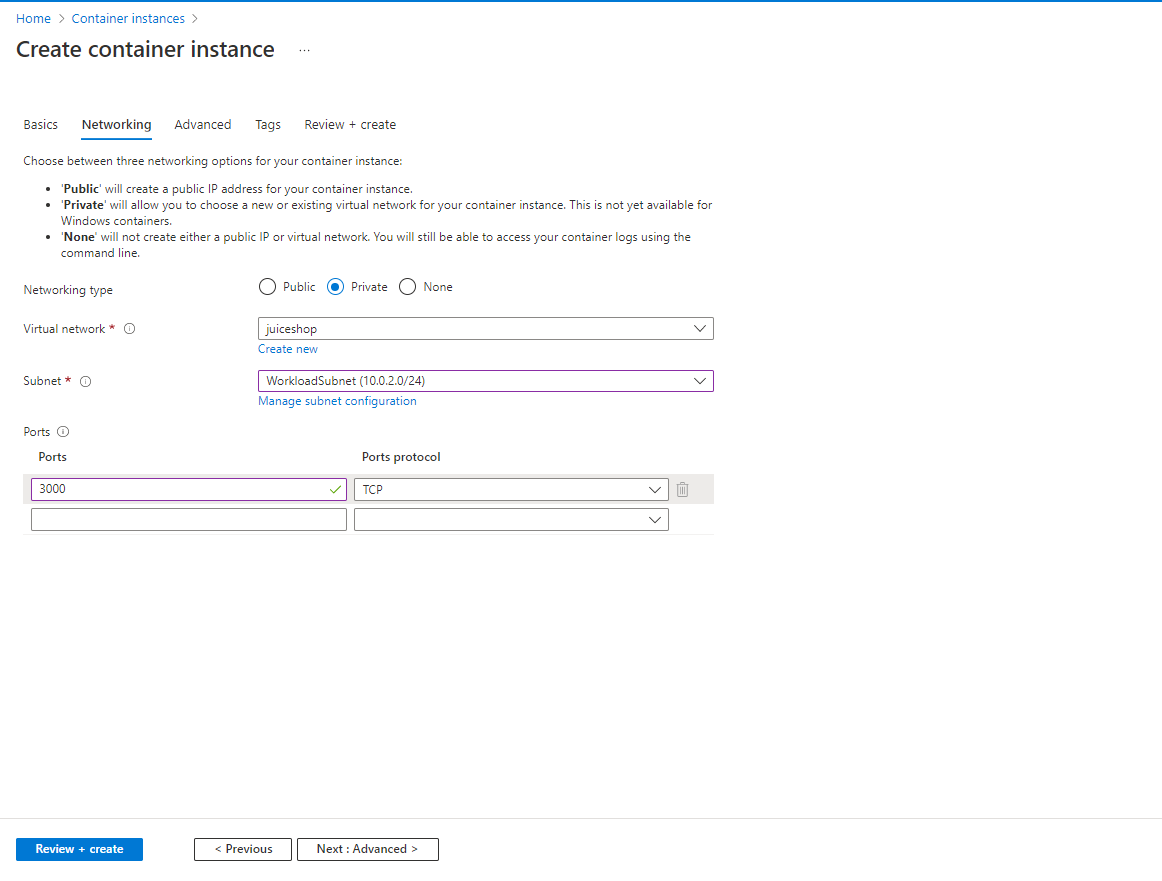 Home > Container instances >
Create container instance ...
Basics Networking Advanced Tags Review + create
Choose between three networking options for your container instance:
• 'Public' will create a public IP address for your container instance.
• 'Private' will allow you to choose a new or existing virtual network for your container instance. This is not yet available for
Windows containers.
• 'None' will not create either a public IP or virtual network. You will still be able to access your container logs using the
command line.
Networking type Public Private None
Virtual network * juiceshop
Create new
Subnet * WorkloadSubnet (10.0.2.0/24)
Manage subnet configuration
Ports
Ports Ports protocol
3000 TCP
Review + create < Previous Next : Advanced >